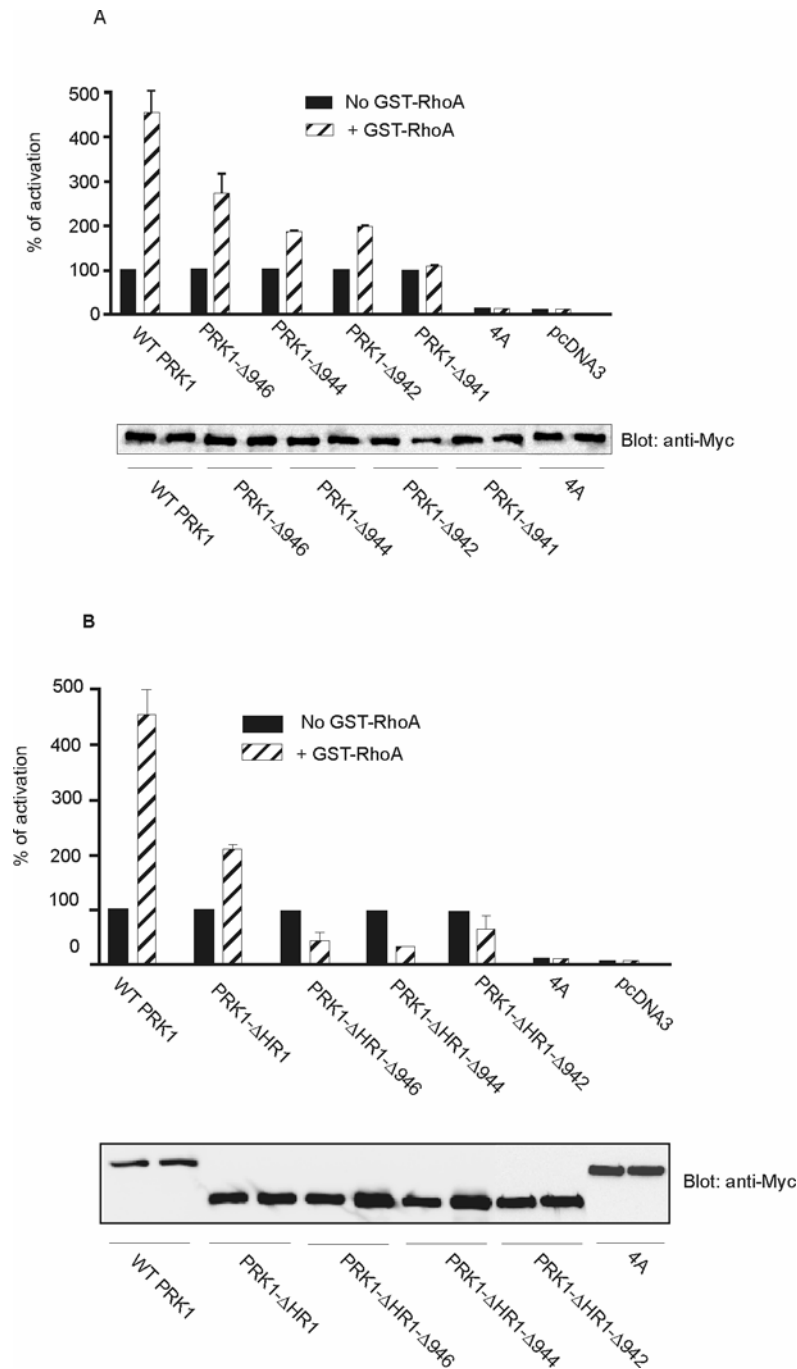 A
500
400
300
200
100
0
% of activation
No GST-RhoA
+ GST-RhoA
WT PRK1
PRK1-Δ946
PRK1-Δ944
PRK1-Δ942
PRK1-Δ941
4A
pcDNA3
Blot: anti-Myc
WT PRK1
PRK1-Δ946
PRK1-Δ944
PRK1-Δ942
PRK1-Δ941
4A
B
500
400
300
200
100
0
% of activation
No GST-RhoA
+ GST-RhoA
WT PRK1
PRK1-ΔHR1
PRK1-ΔHR1-Δ946
PRK1-ΔHR1-Δ944
PRK1-ΔHR1-Δ942
4A
pcDNA3
Blot: anti-Myc
WT PRK1
PRK1-ΔHR1
PRK1-ΔHR1-Δ946
PRK1-ΔHR1-Δ944
PRK1-ΔHR1-Δ942
4A